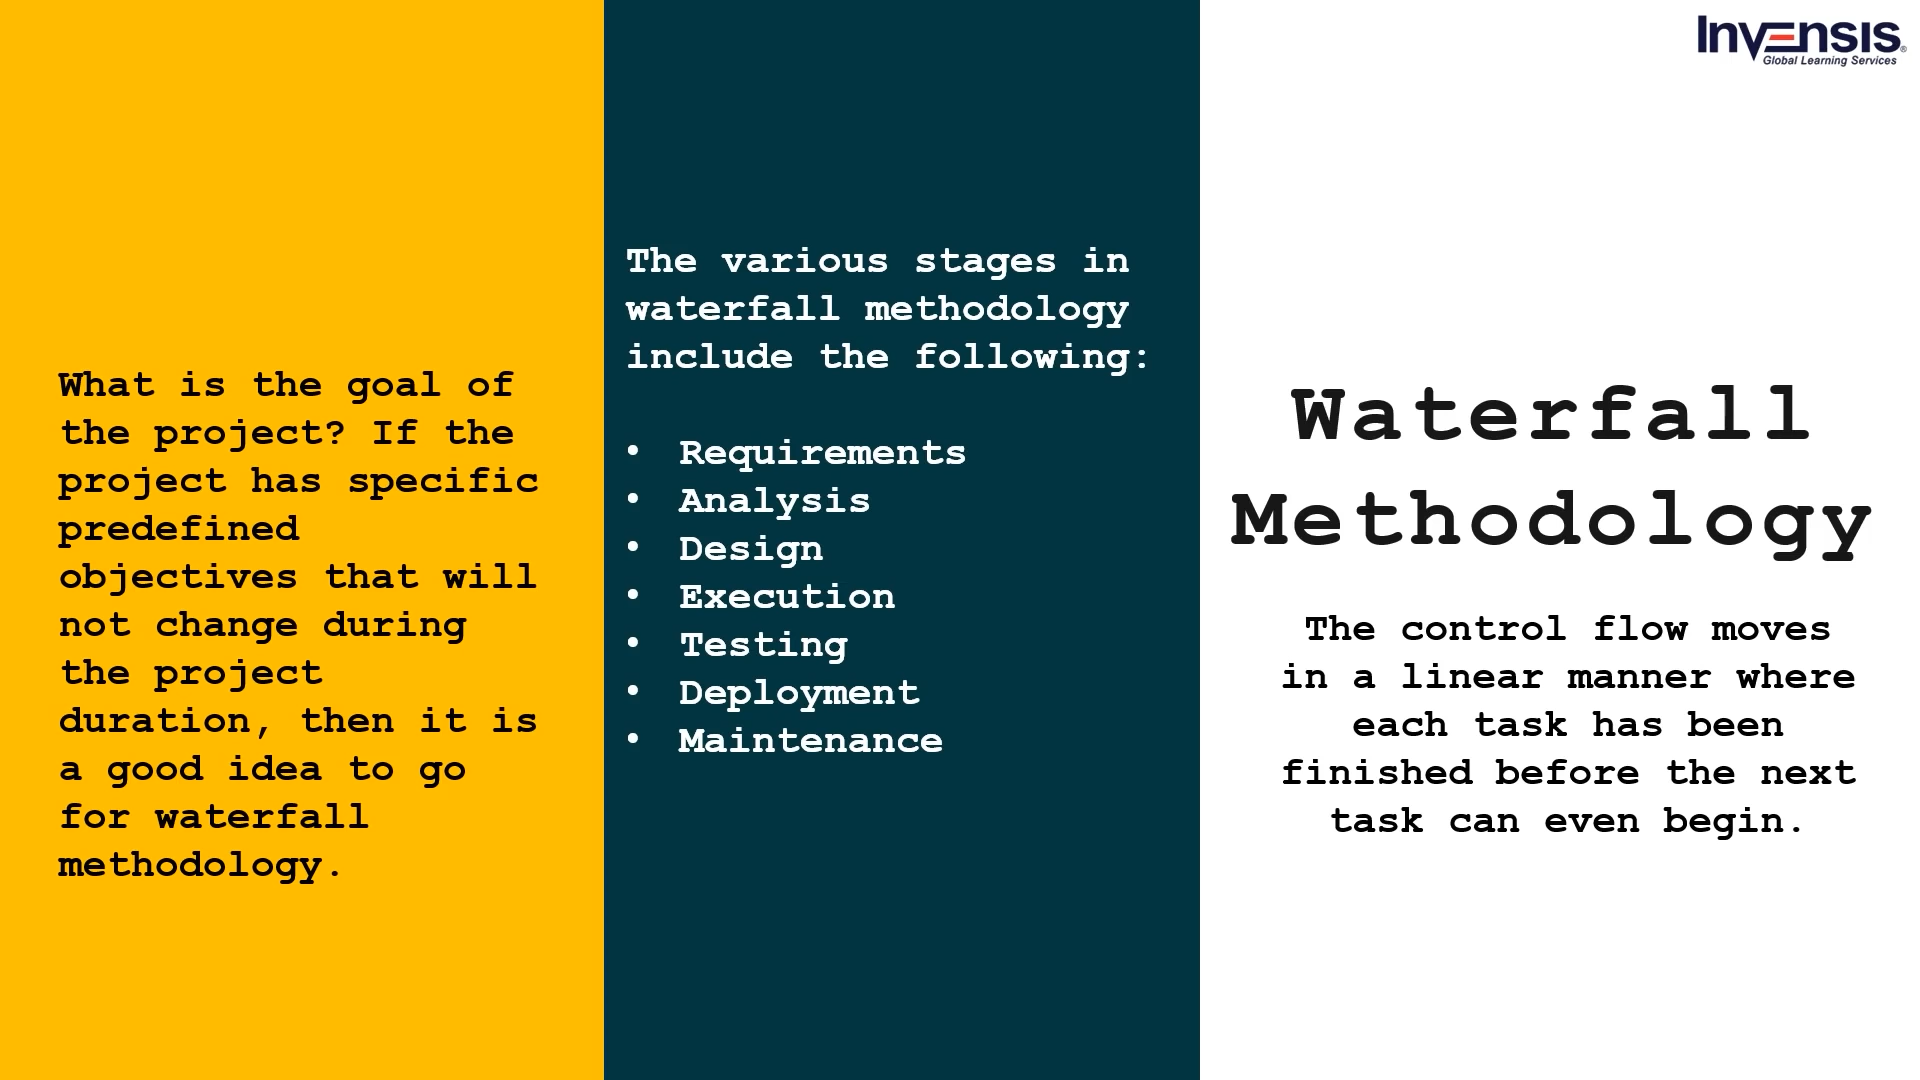 Invensis®
Global Learning Services
What is the goal of
the project? If the
project has specific
predefined
objectives that will
not change during
the project
duration, then it is
a good idea to go
for waterfall
methodology.
The various stages in
waterfall methodology
include the following:
• Requirements
• Analysis
• Design
• Execution
• Testing
• Deployment
• Maintenance
Waterfall
Methodology
The control flow moves
in a linear manner where
each task has been
finished before the next
task can even begin.